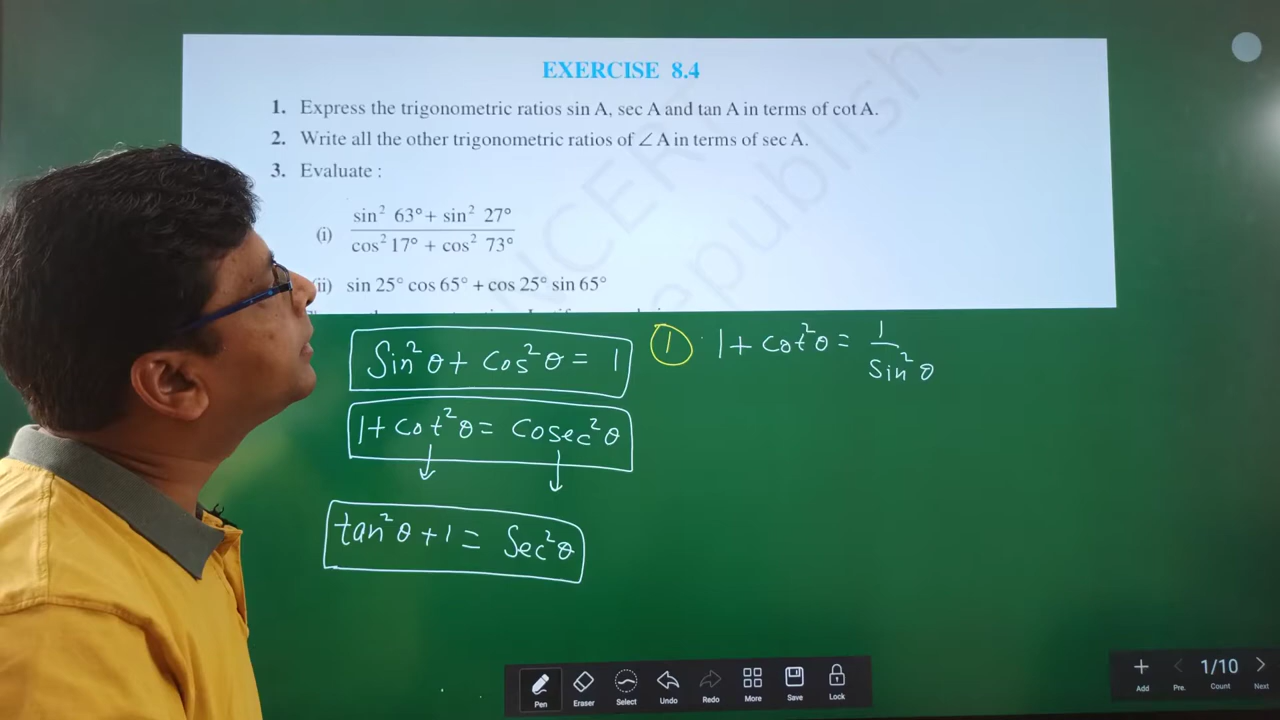 EXERCISE 8.4
1. Express the trigonometric ratios sin A, sec A and tan A in terms of cot A.
2. Write all the other trigonometric ratios of ∠A in terms of sec A.
3. Evaluate :
(i) sin² 63° + sin² 27°
cos² 17° + cos² 73°
(ii) sin 25° cos 65° + cos 25° sin 65°
Sin²θ + Cos²θ = 1
1 + Cot²θ = Cosec²θ
tan²θ + 1 = Sec²θ
① 1 + Cot²θ = 1
Sin²θ
Pen Eraser Select Undo Redo More Save Lock
1/10
Add Pre. Count Next